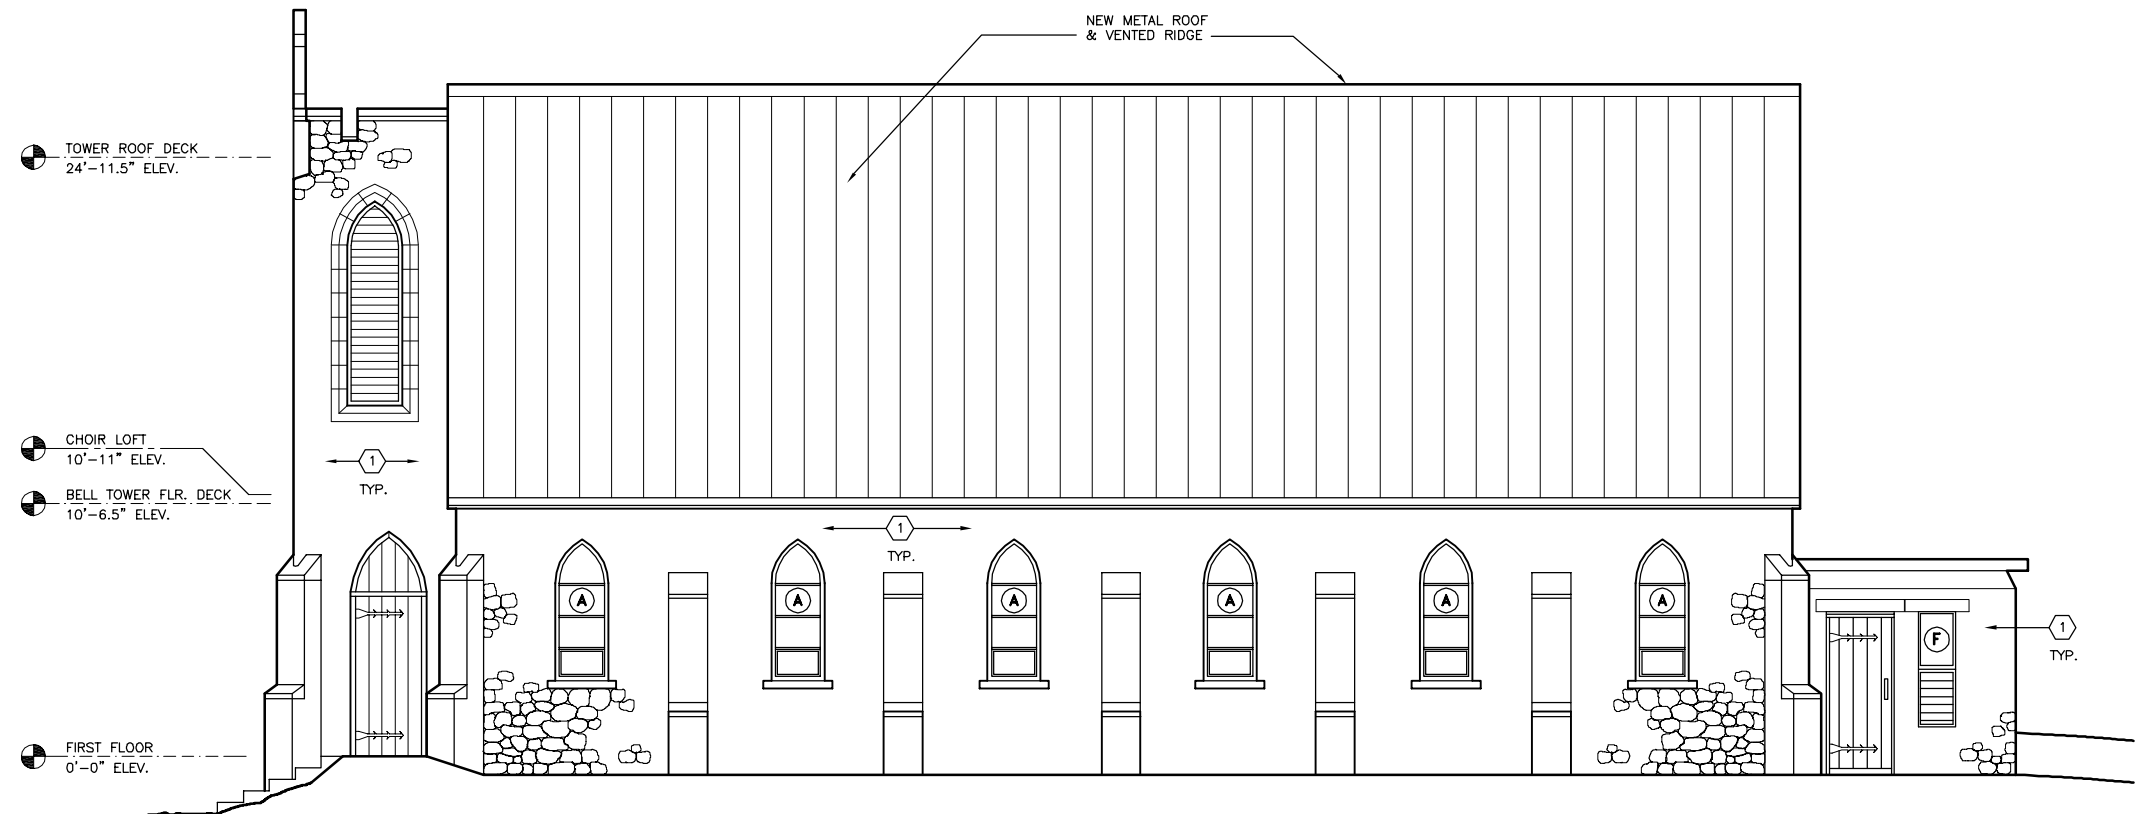 NEW METAL ROOF
& VENTED RIDGE
TOWER ROOF DECK
24'-11.5" ELEV.
CHOIR LOFT
10'-11" ELEV.
1
TYP.
BELL TOWER FLR. DECK
10'-6.5" ELEV.
1
TYP.
A
A
A
A
A
A
F
1
TYP.
FIRST FLOOR
0'-0" ELEV.